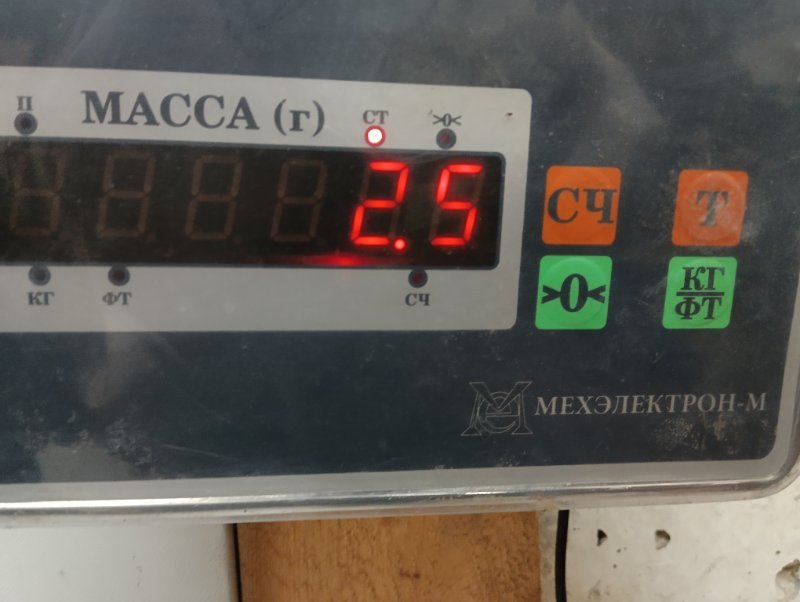 П
МАССА (г)
СТ
>0<
2.5
КГ
ФТ
СЧ
СЧ
Т
>0<
КГ
ФТ
МЕХЭЛЕКТРОН-М